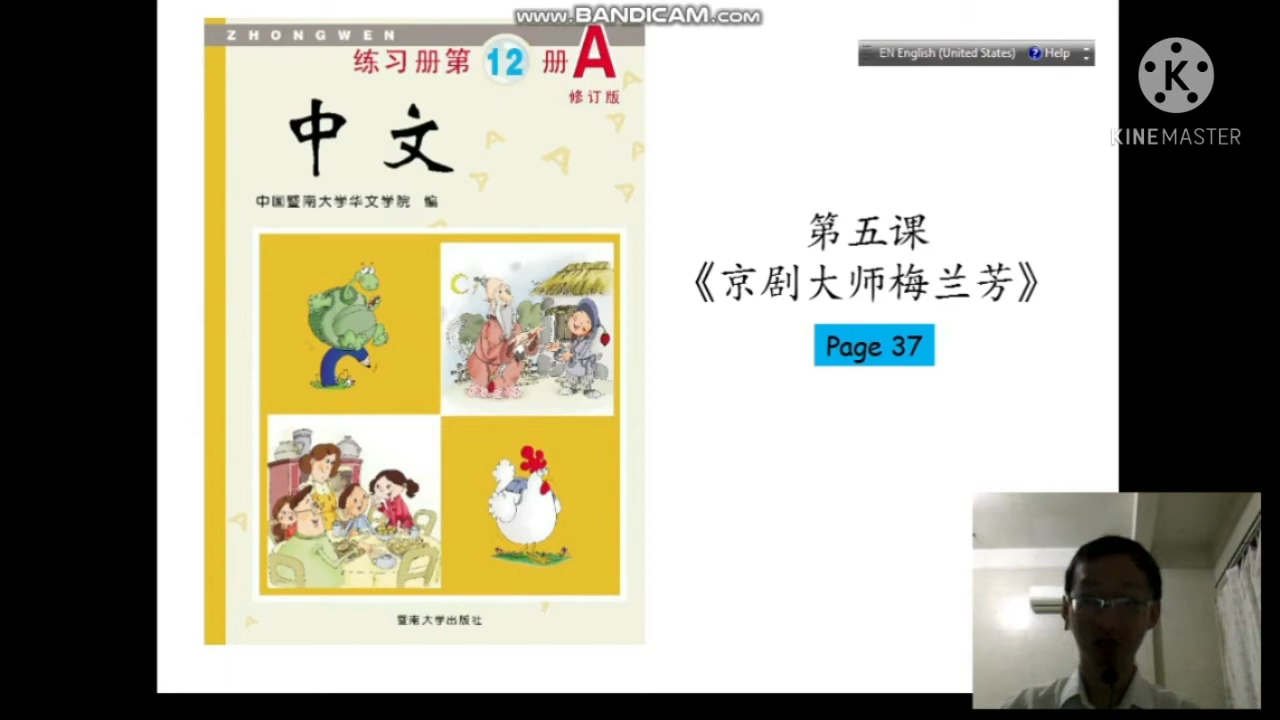 www.BANDICAM.com
ZHONGWEN
练习册第12册A
修订版
中文
中国暨南大学华文学院 编
暨南大学出版社
EN English (United States) Help
KINEMASTER
第五课
《京剧大师梅兰芳》
Page 37